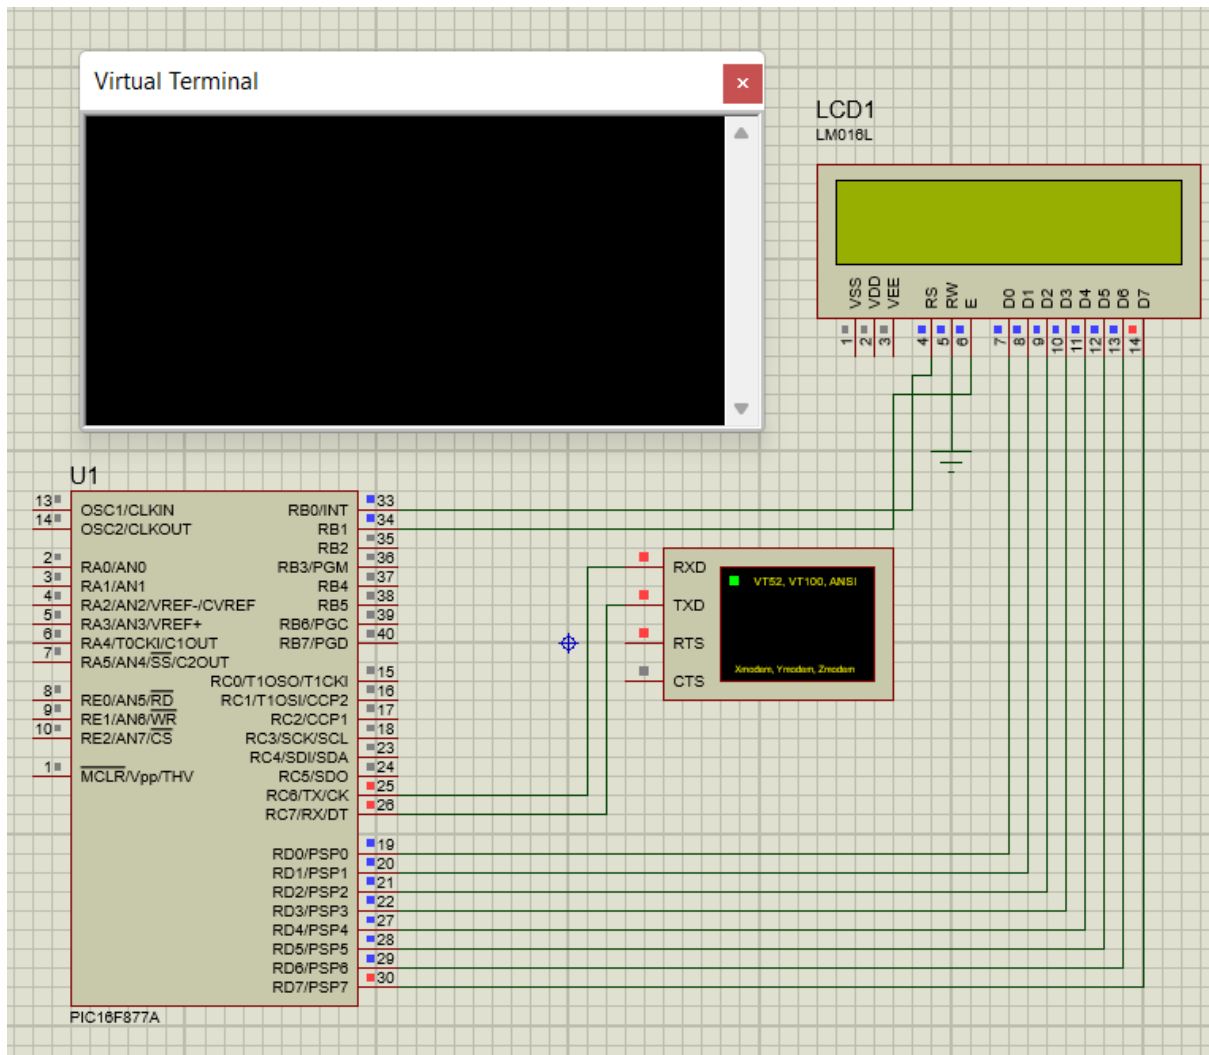 Virtual Terminal
LCD1
LM016L
VSS
VDD
VEE
RS
RW
E
D0
D1
D2
D3
D4
D5
D6
D7
1
2
3
4
5
6
7
8
9
10
11
12
13
14
U1
13
OSC1/CLKIN
14
OSC2/CLKOUT
2
RA0/AN0
3
RA1/AN1
4
RA2/AN2/VREF-/CVREF
5
RA3/AN3/VREF+
6
RA4/T0CKI/C1OUT
7
RA5/AN4/SS/C2OUT
8
RE0/AN5/RD
9
RE1/AN6/WR
10
RE2/AN7/CS
1
MCLR/Vpp/THV
RB0/INT
33
RB1
34
RB2
35
RB3/PGM
36
RB4
37
RB5
38
RB6/PGC
39
RB7/PGD
40
RC0/T1OSO/T1CKI
15
RC1/T1OSI/CCP2
16
RC2/CCP1
17
RC3/SCK/SCL
18
RC4/SDI/SDA
23
RC5/SDO
24
RC6/TX/CK
25
RC7/RX/DT
26
RD0/PSP0
19
RD1/PSP1
20
RD2/PSP2
21
RD3/PSP3
22
RD4/PSP4
27
RD5/PSP5
28
RD6/PSP6
29
RD7/PSP7
30
PIC16F877A
RXD
TXD
RTS
CTS
VT52, VT100, ANSI
Xmodem, Ymodem, Zmodem